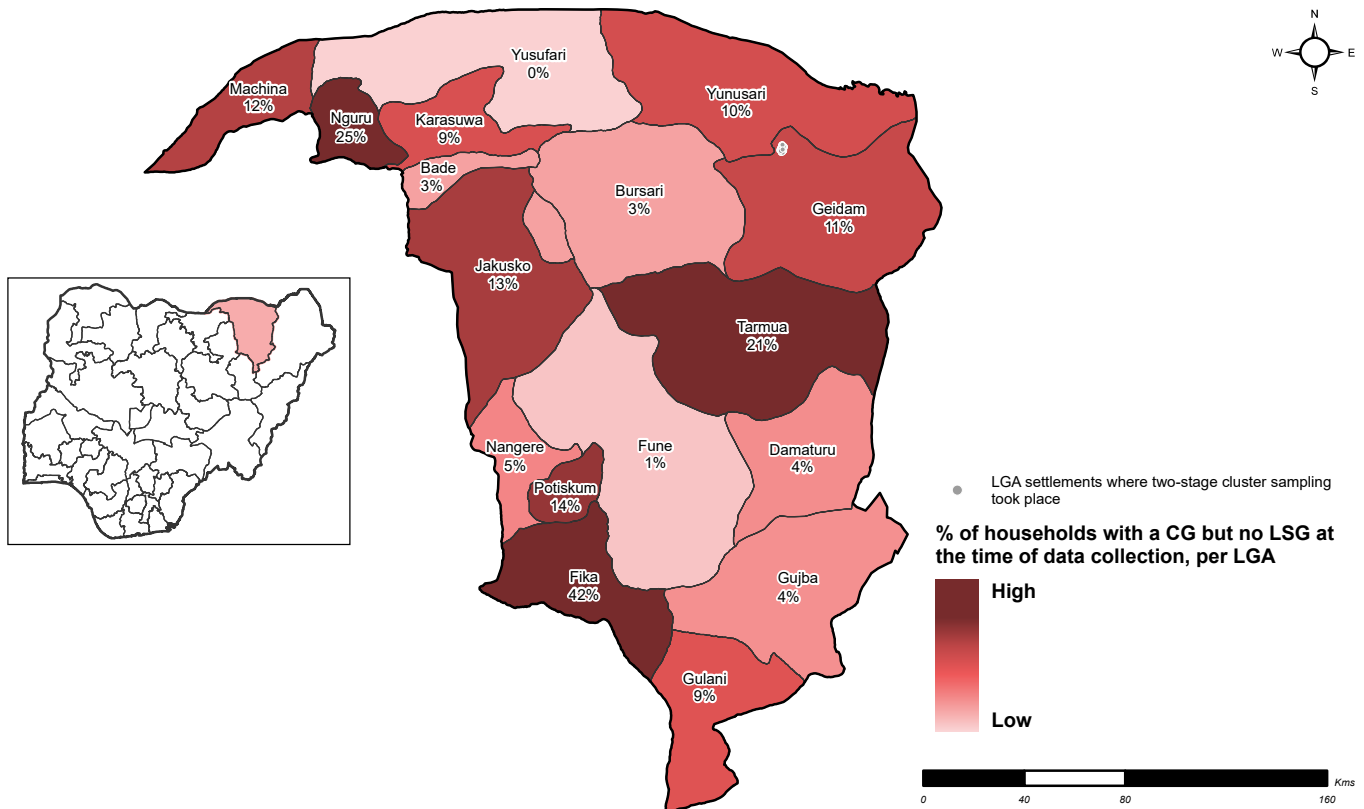 N
W E
S
Yusufari
0%
Machina
12%
Yunusari
10%
Nguru
25%
Karasuwa
9%
Bade
3%
Bursari
3%
Geidam
11%
Jakusko
13%
Tarmua
21%
Nangere
5%
Fune
1%
Damaturu
4%
Potiskum
14%
Fika
42%
Gujba
4%
Gulani
9%
LGA settlements where two-stage cluster sampling
took place
% of households with a CG but no LSG at
the time of data collection, per LGA
High
Low
Kms
0 40 80 160